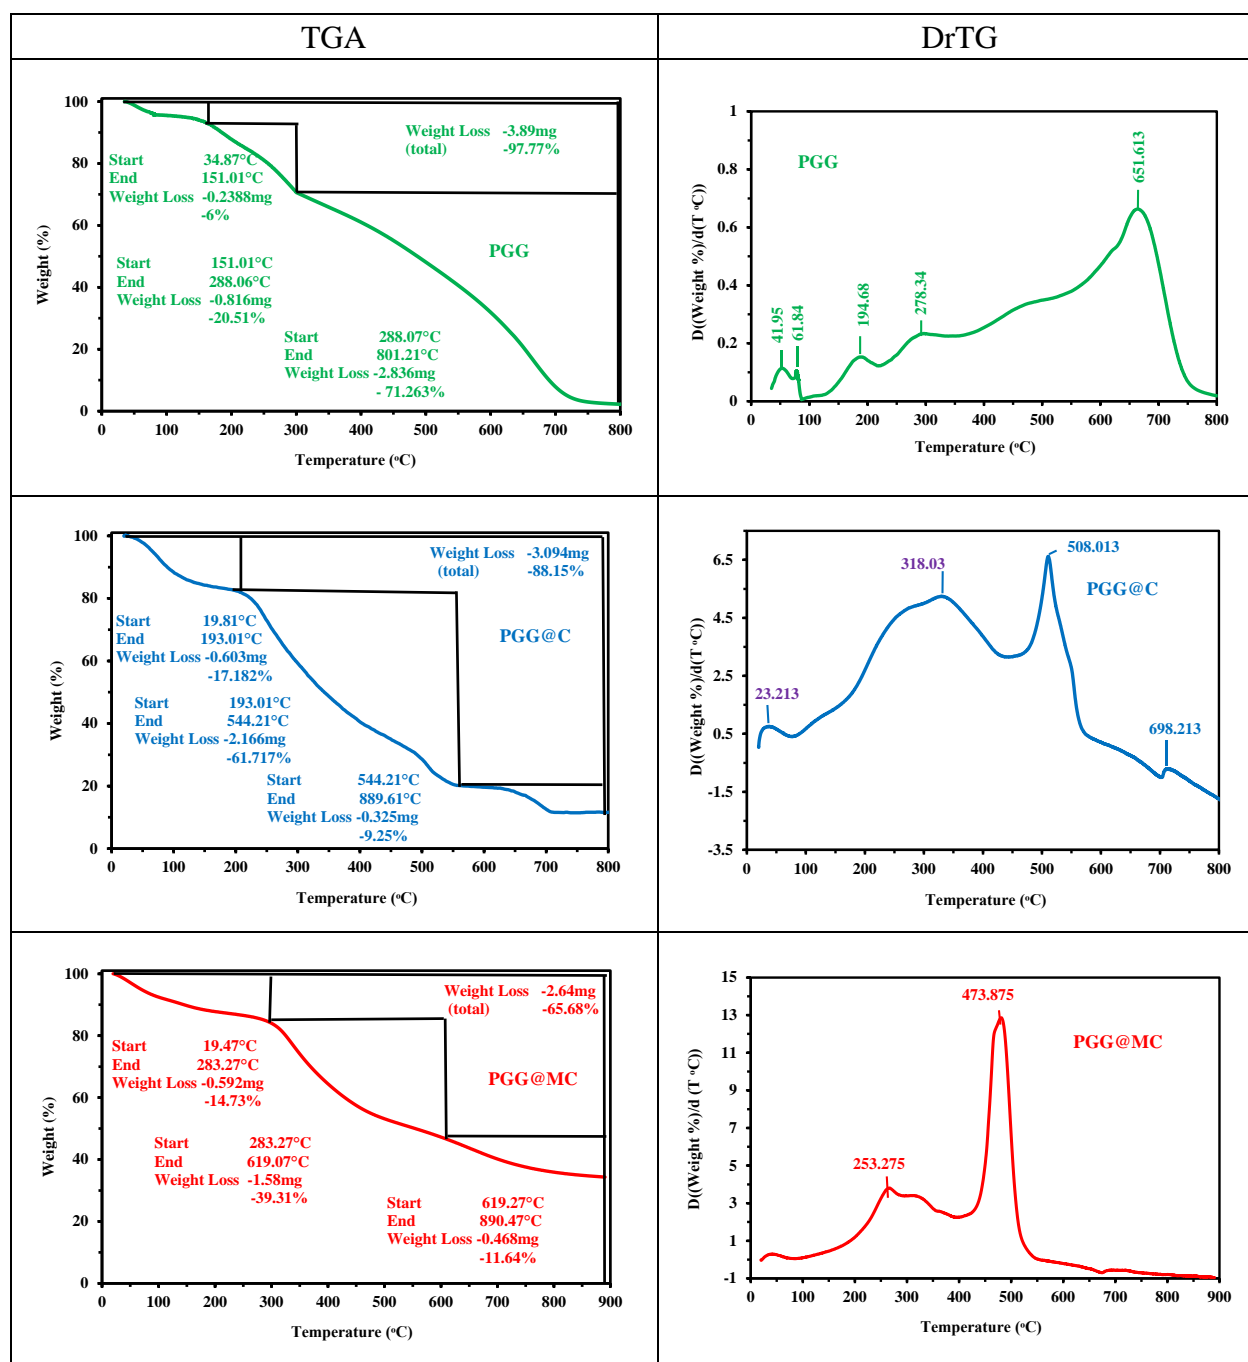 TGA
DrTG
100
80
60
40
20
0
0 100 200 300 400 500 600 700 800
Weight (%)
Temperature (°C)
Weight Loss -3.89mg
(total) -97.77%
Start 34.87°C
End 151.01°C
Weight Loss -0.2388mg
-6%
PGG
Start 151.01°C
End 288.06°C
Weight Loss -0.816mg
-20.51%
Start 288.07°C
End 801.21°C
Weight Loss -2.836mg
- 71.263%
1
0.8
0.6
0.4
0.2
0
0 100 200 300 400 500 600 700 800
D((Weight %)/d(T °C))
Temperature (°C)
PGG
41.95
61.84
194.68
278.34
651.613
100
80
60
40
20
0
0 100 200 300 400 500 600 700 800
Weight (%)
Temperature (°C)
Weight Loss -3.094mg
(total) -88.15%
Start 19.81°C
End 193.01°C
Weight Loss -0.603mg
-17.182%
PGG@C
Start 193.01°C
End 544.21°C
Weight Loss -2.166mg
-61.717%
Start 544.21°C
End 889.61°C
Weight Loss -0.325mg
-9.25%
6.5
4.5
2.5
0.5
-1.5
-3.5
0 100 200 300 400 500 600 700 800
D((Weight %)/d(T °C))
Temperature (°C)
508.013
318.03
PGG@C
23.213
698.213
100
80
60
40
20
0
0 100 200 300 400 500 600 700 800 900
Weight (%)
Temperature (°C)
Weight Loss -2.64mg
(total) -65.68%
Start 19.47°C
End 283.27°C
Weight Loss -0.592mg
-14.73%
PGG@MC
Start 283.27°C
End 619.07°C
Weight Loss -1.58mg
-39.31%
Start 619.27°C
End 890.47°C
Weight Loss -0.468mg
-11.64%
15
13
11
9
7
5
3
1
-1
0 100 200 300 400 500 600 700 800 900
D((Weight %)/d (T °C))
Temperature (°C)
473.875
PGG@MC
253.275